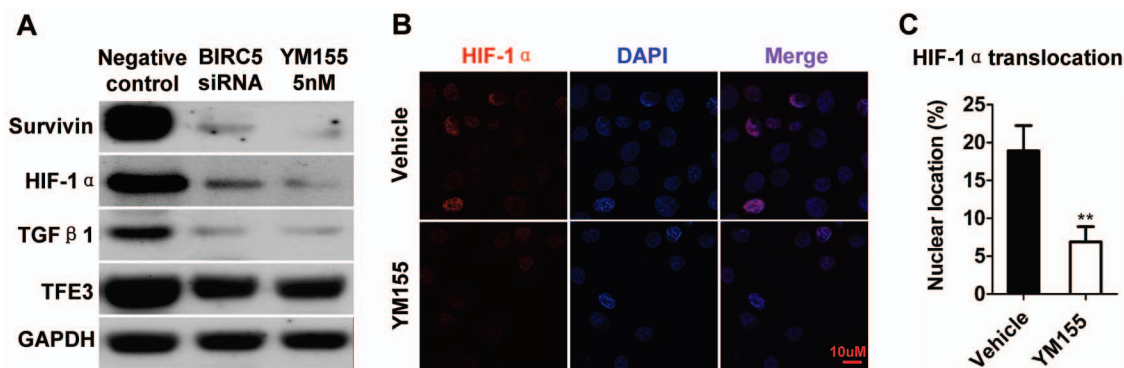 A
Negative control
BIRC5 siRNA
YM155 5nM
Survivin
HIF-1 α
TGF β 1
TFE3
GAPDH
B
HIF-1 α
DAPI
Merge
Vehicle
YM155
10uM
C
HIF-1 α translocation
Nuclear location (%)
25
20
15
10
5
0
**
Vehicle
YM155